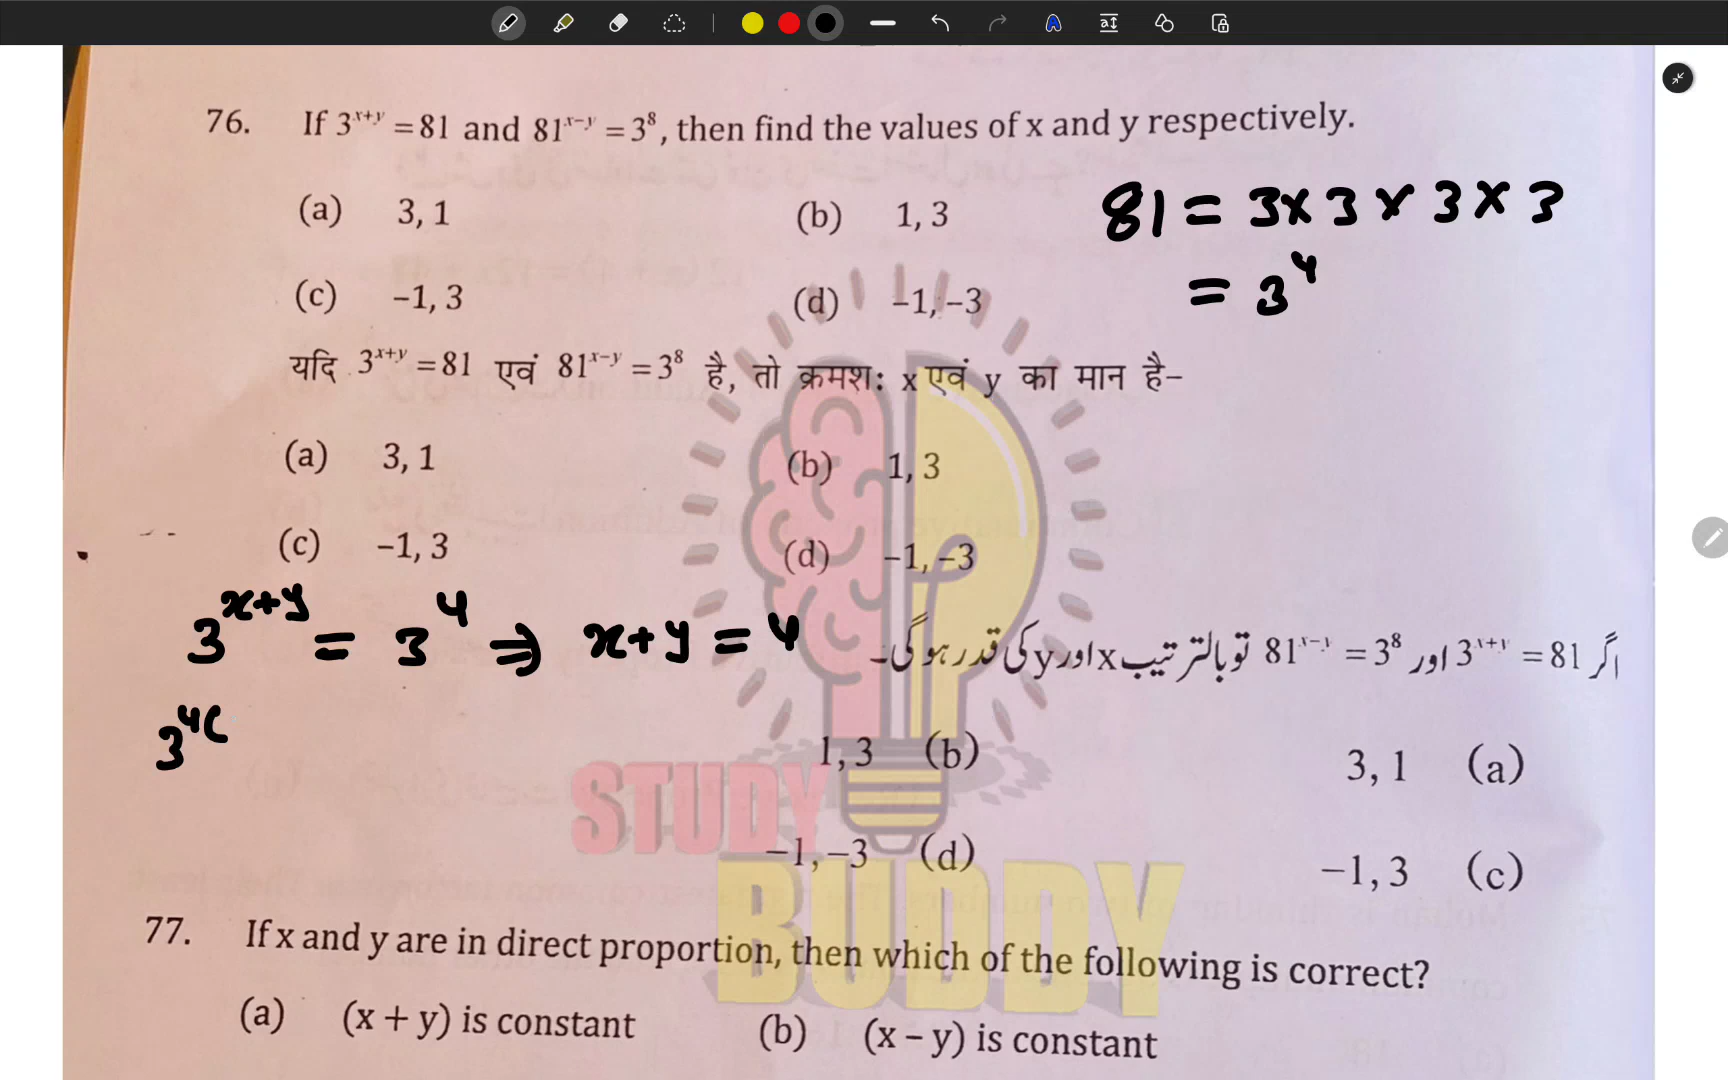 76. If 3^{x+y} = 81 and 81^{x-y} = 3^8, then find the values of x and y respectively.
(a) 3, 1 (b) 1, 3
81 = 3 × 3 × 3 × 3
= 3^4
(c) -1, 3 (d) -1, -3
यदि 3^{x+y} = 81 एवं 81^{x-y} = 3^8 है, तो क्रमश: x एवं y का मान है-
(a) 3, 1 (b) 1, 3
(c) -1, 3 (d) -1, -3
3^{x+y} = 3^4 ⇒ x+y = 4
اگر 3^{x+y} = 81 اور 81^{x-y} = 3^8 تو بالترتیب x اور y کی قدر ہوگی۔
3^{4(
(a) 3, 1 (b) 1, 3
(c) -1, 3 (d) -1, -3
STUDY
BUDDY
77. If x and y are in direct proportion, then which of the following is correct?
(a) (x + y) is constant (b) (x - y) is constant